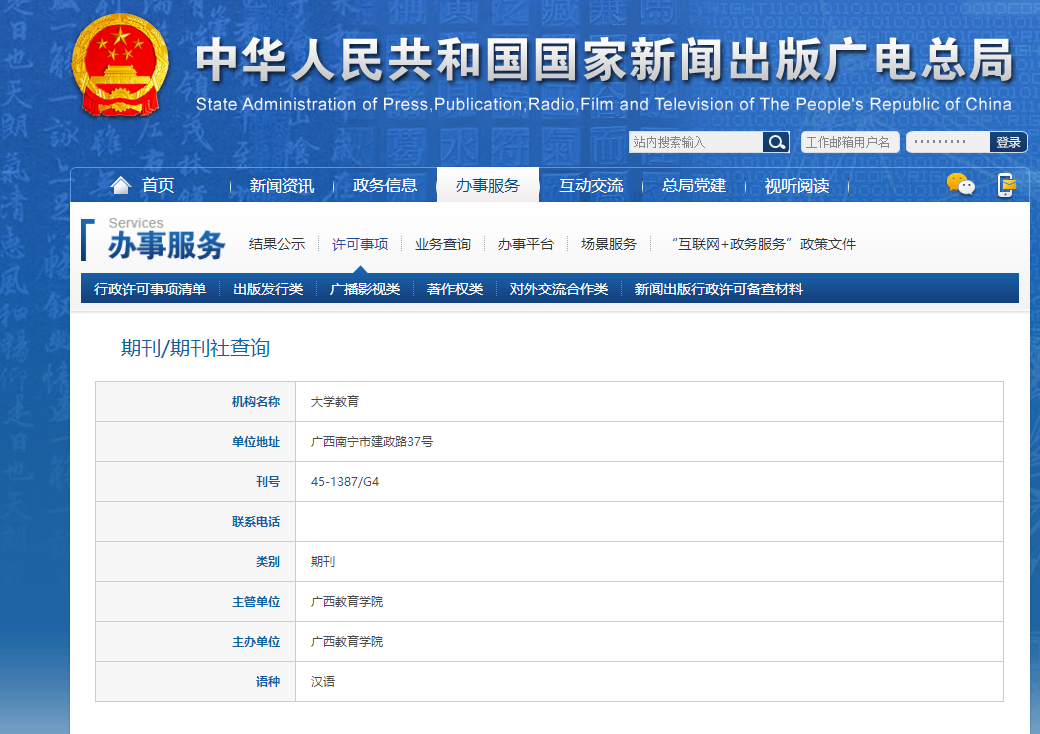 中华人民共和国国家新闻出版广电总局
State Administration of Press,Publication,Radio,Film and Television of The People's Republic of China
站内搜索输入 工作邮箱用户名 ········· 登录
首页 新闻资讯 政务信息 办事服务 互动交流 总局党建 视听阅读
Services
办事服务 结果公示 许可事项 业务查询 办事平台 场景服务 “互联网+政务服务”政策文件
行政许可事项清单 出版发行类 广播影视类 著作权类 对外交流合作类 新闻出版行政许可备查材料
期刊/期刊社查询
机构名称 大学教育
单位地址 广西南宁市建政路37号
刊号 45-1387/G4
联系电话
类别 期刊
主管单位 广西教育学院
主办单位 广西教育学院
语种 汉语